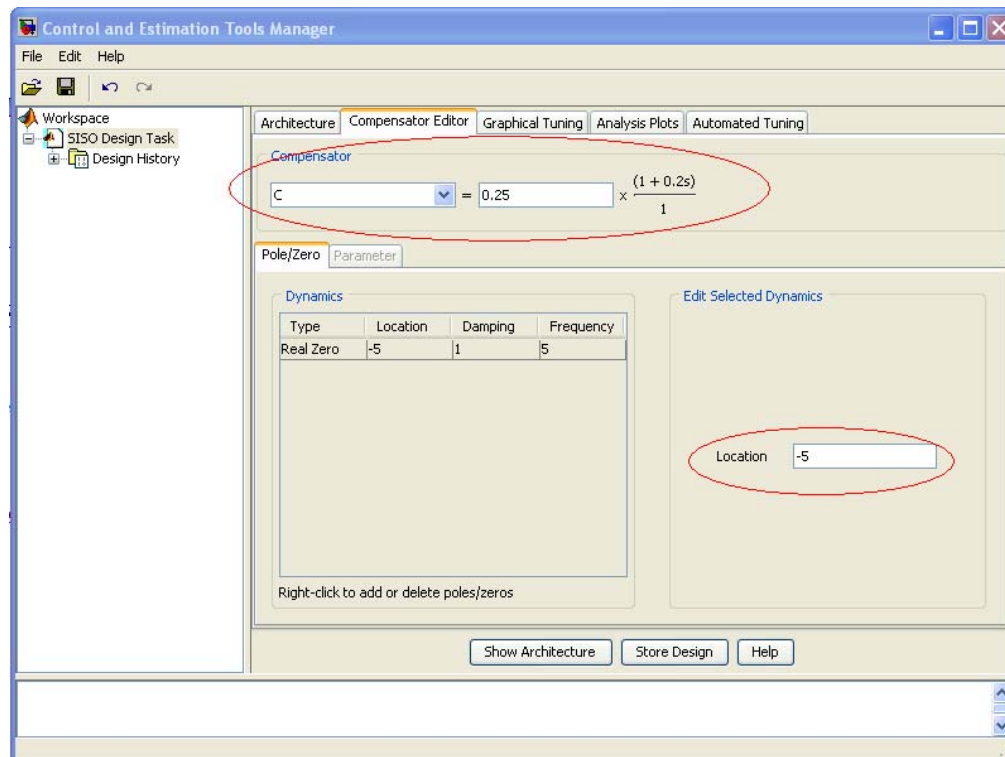 Control and Estimation Tools Manager
File Edit Help
Workspace
SISO Design Task
Design History
Architecture Compensator Editor Graphical Tuning Analysis Plots Automated Tuning
Compensator
C = 0.25 x (1 + 0.2s)
1
Pole/Zero Parameter
Dynamics
Type Location Damping Frequency
Real Zero -5 1 5
Right-click to add or delete poles/zeros
Edit Selected Dynamics
Location -5
Show Architecture Store Design Help